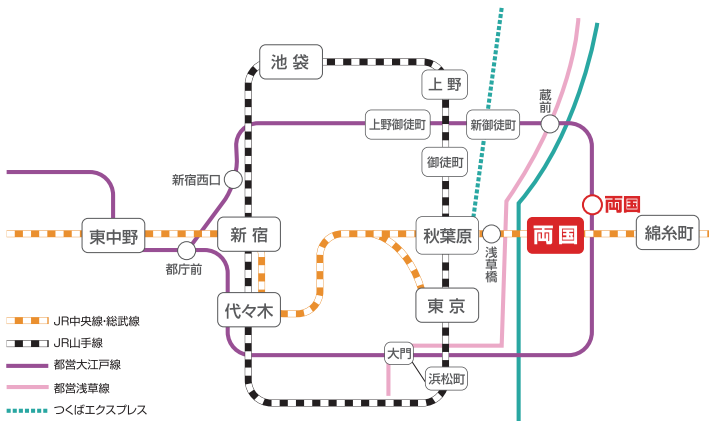 池袋
上野
蔵前
上野御徒町
新御徒町
御徒町
新宿西口
両国
東中野
新宿
秋葉原
両国
綿糸町
浅草橋
都庁前
代々木
東京
JR中央線・総武線
JR山手線
大門
都営大江戸線
浜松町
都営浅草線
つくばエクスプレス